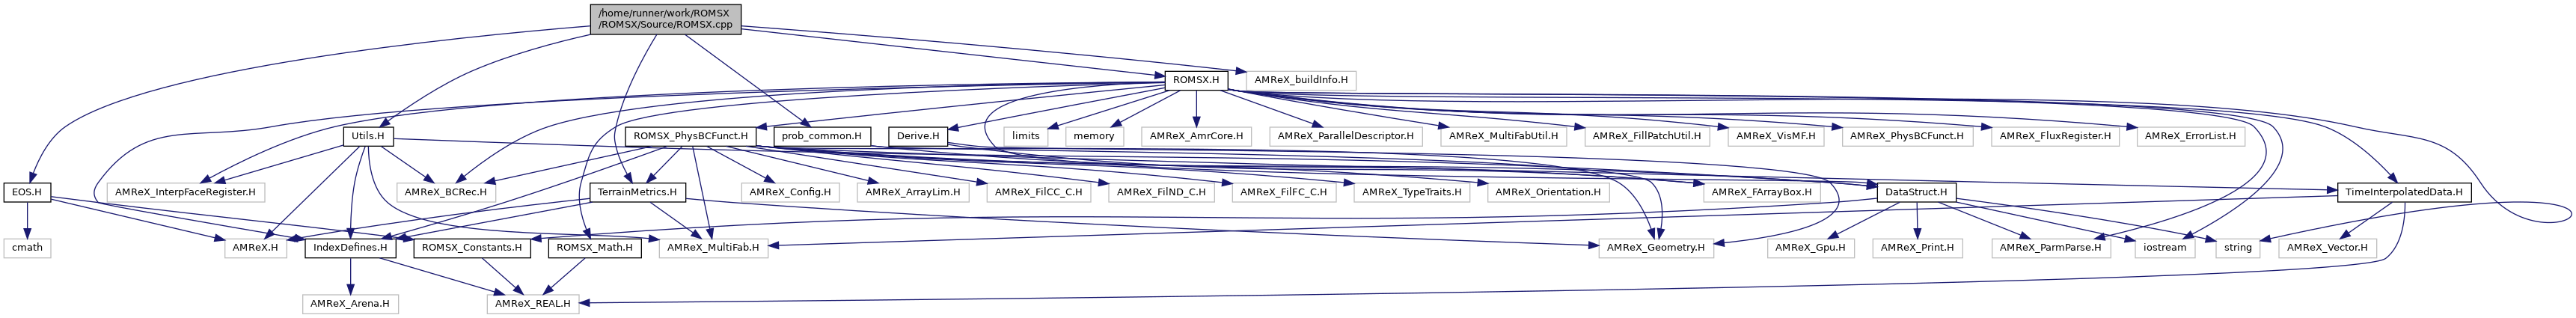 /home/runner/work/ROMSX
/ROMSX/Source/ROMSX.cpp
ROMSX.H
AMReX_buildInfo.H
Utils.H
ROMSX_PhysBCFunct.H
prob_common.H
Derive.H
limits
memory
AMReX_AmrCore.H
AMReX_ParallelDescriptor.H
AMReX_MultiFabUtil.H
AMReX_FillPatchUtil.H
AMReX_VisMF.H
AMReX_PhysBCFunct.H
AMReX_FluxRegister.H
AMReX_ErrorList.H
EOS.H
AMReX_InterpFaceRegister.H
AMReX_BCRec.H
TerrainMetrics.H
AMReX_Config.H
AMReX_ArrayLim.H
AMReX_FilCC_C.H
AMReX_FilND_C.H
AMReX_FilFC_C.H
AMReX_TypeTraits.H
AMReX_Orientation.H
AMReX_FArrayBox.H
DataStruct.H
TimeInterpolatedData.H
cmath
AMReX.H
IndexDefines.H
ROMSX_Constants.H
ROMSX_Math.H
AMReX_MultiFab.H
AMReX_Geometry.H
AMReX_Gpu.H
AMReX_Print.H
AMReX_ParmParse.H
iostream
string
AMReX_Vector.H
AMReX_Arena.H
AMReX_REAL.H